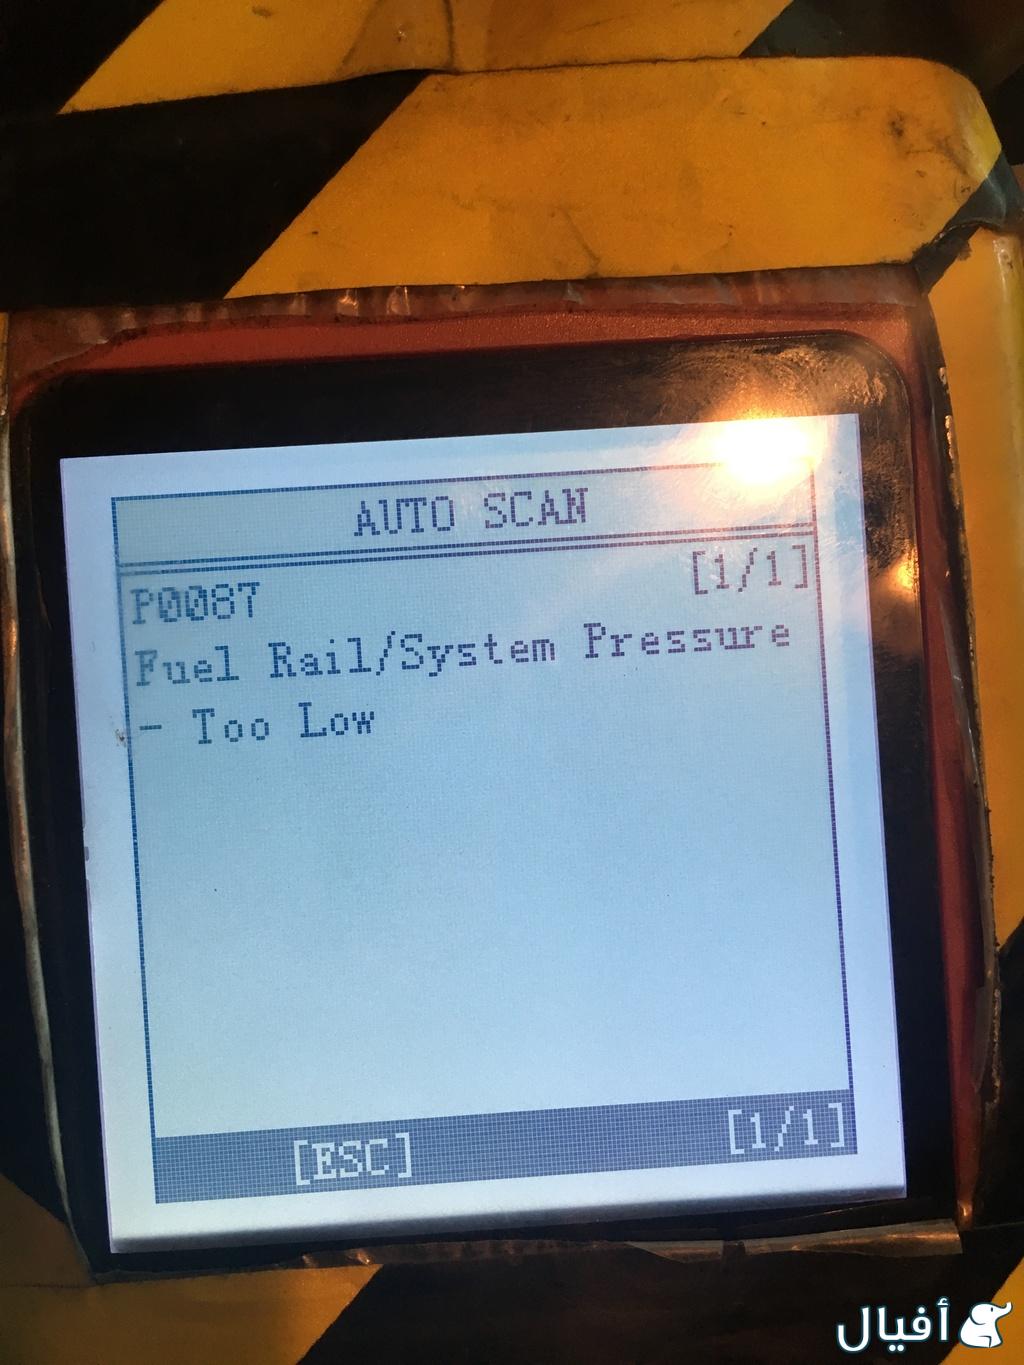 AUTO SCAN
P0087 [1/1]
Fuel Rail/System Pressure
- Too Low
[ESC] [1/1]
أفيال